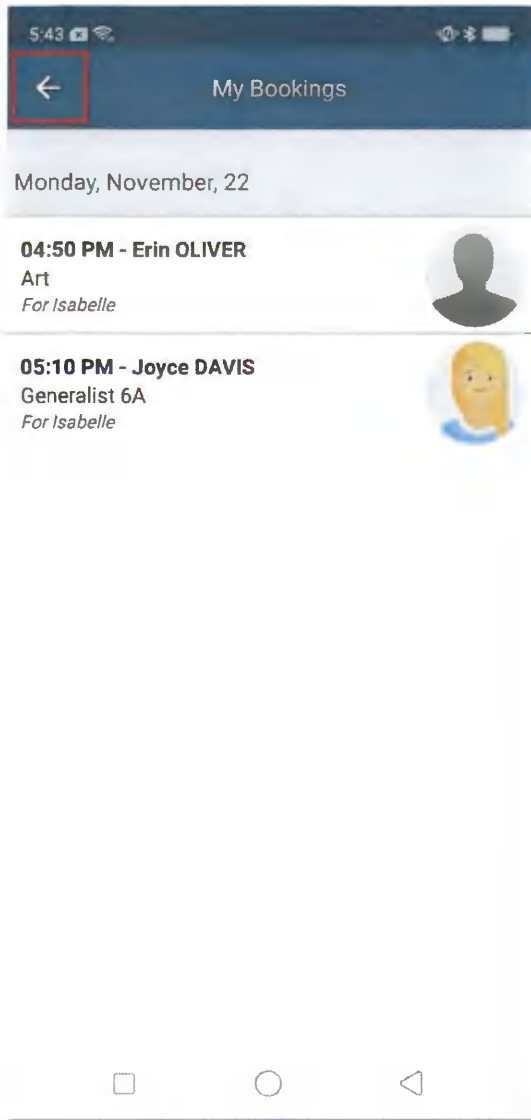 5:43
My Bookings
Monday, November, 22
04:50 PM - Erin OLIVER
Art
For Isabelle
05:10 PM - Joyce DAVIS
Generalist 6A
For Isabelle